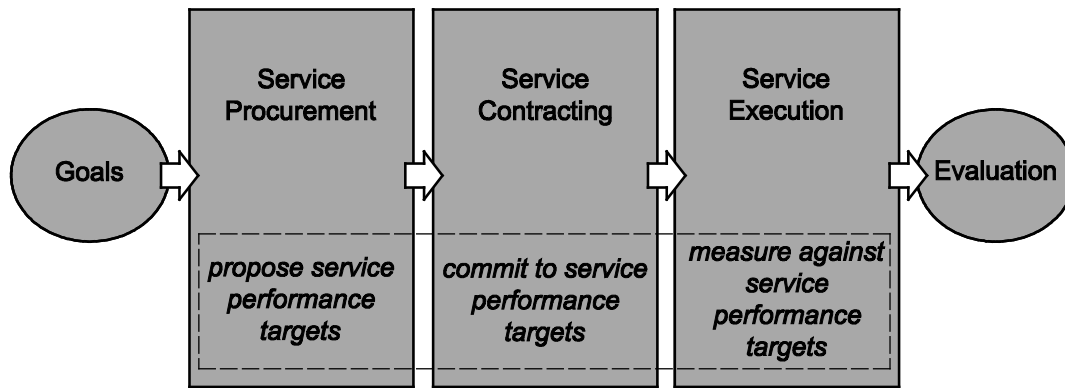 Goals
Service
Procurement
propose service
performance
targets
Service
Contracting
commit to service
performance
targets
Service
Execution
measure against
service
performance
targets
Evaluation